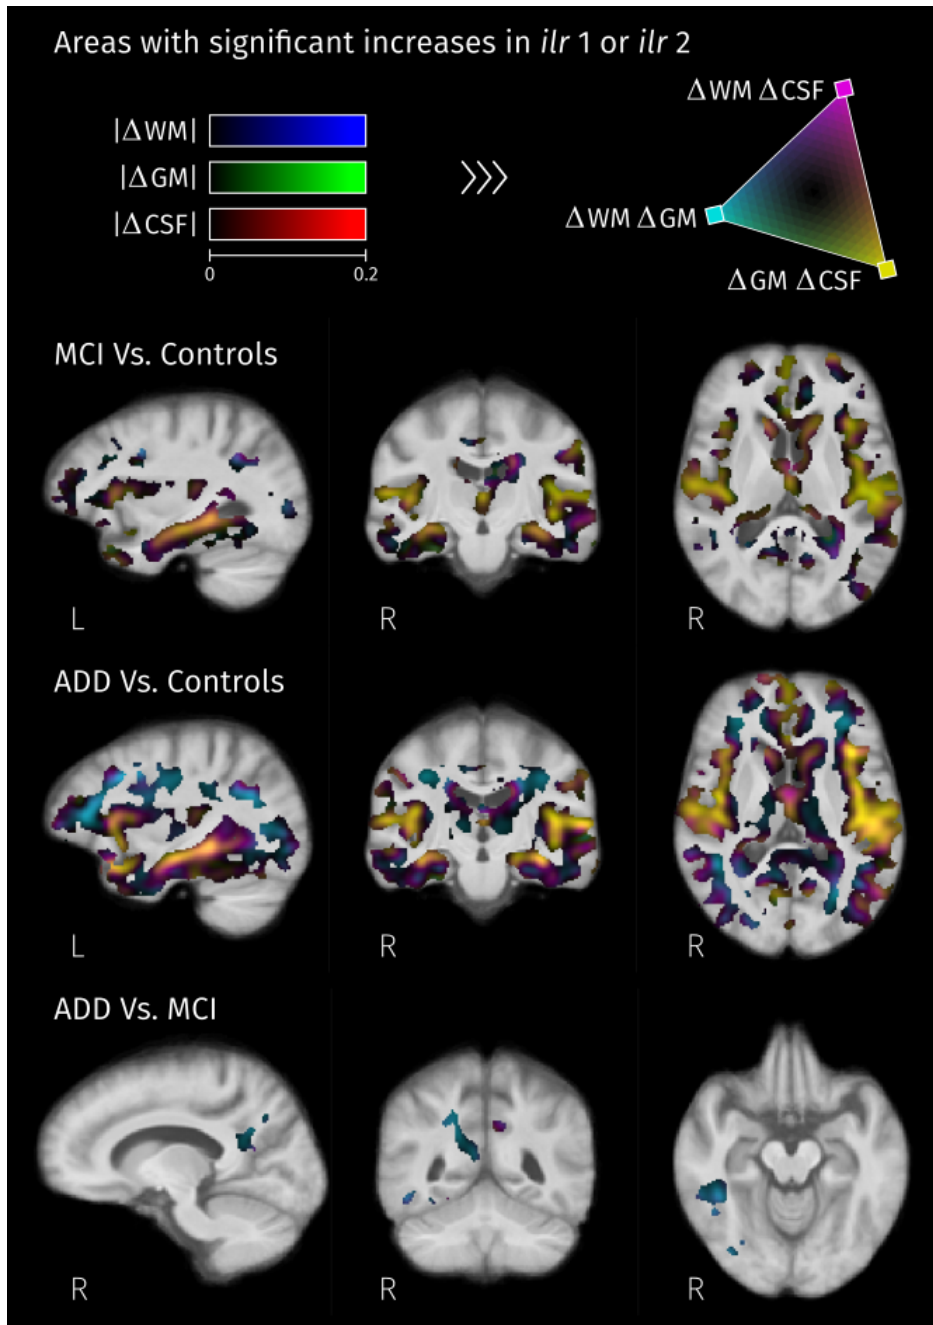 Areas with significant increases in ilr 1 or ilr 2
|ΔWM|
|ΔGM|
|ΔCSF|
0 0.2
ΔWM ΔCSF
ΔWM ΔGM
ΔGM ΔCSF
MCI Vs. Controls
L R R
ADD Vs. Controls
L R R
ADD Vs. MCI
R R R